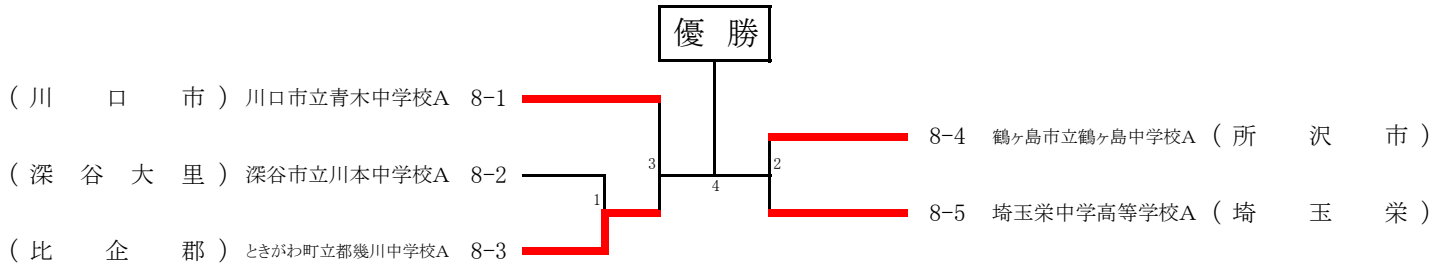 優 勝
( 川 口 市 ) 川口市立青木中学校A 8-1
8-4 鶴ヶ島市立鶴ヶ島中学校A ( 所 沢 市 )
3
2
( 深 谷 大 里 ) 深谷市立川本中学校A 8-2
4
1
8-5 埼玉栄中学高等学校A ( 埼 玉 栄 )
( 比 企 郡 ) ときがわ町立都幾川中学校A 8-3